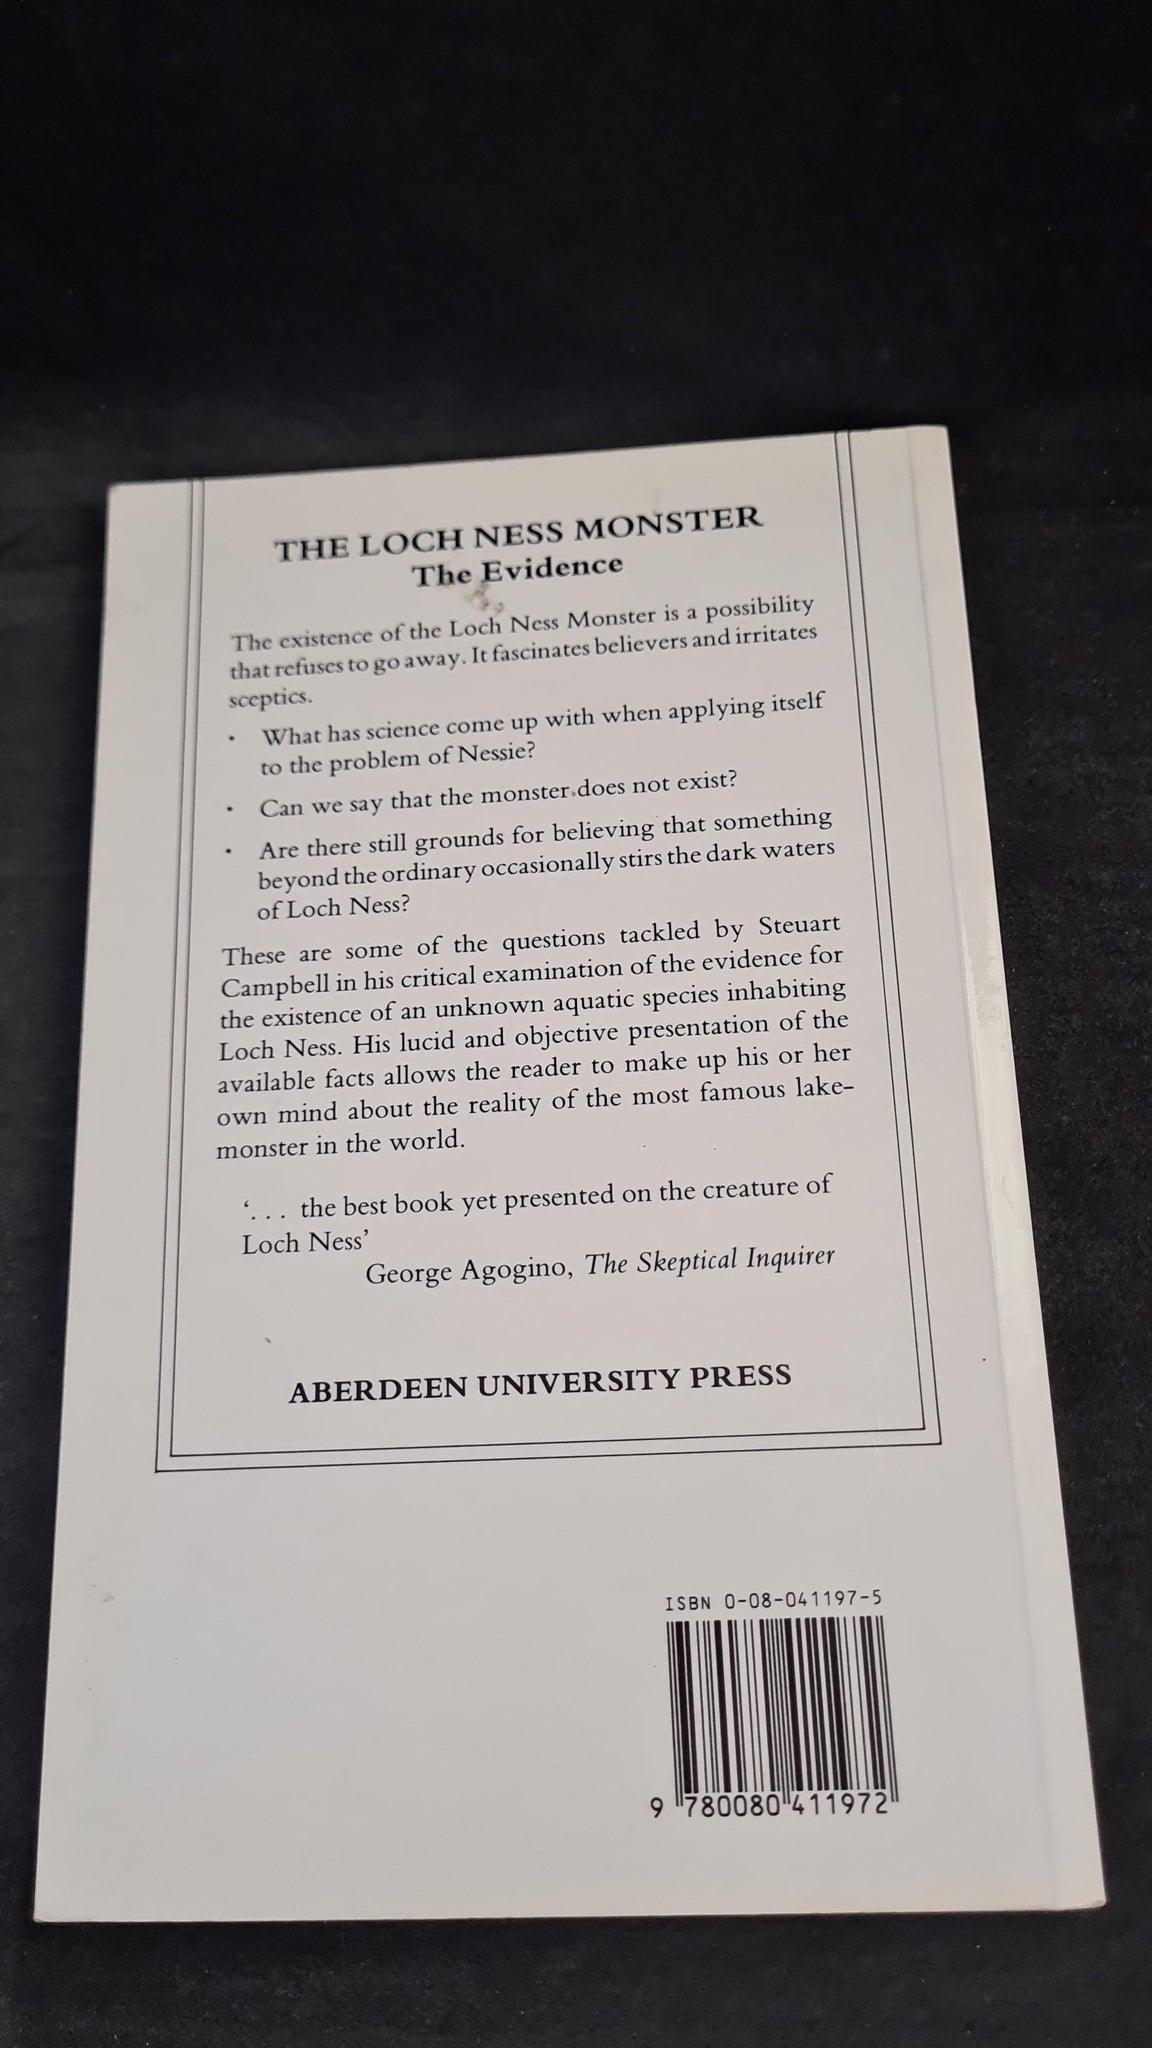 THE LOCH NESS MONSTER
The Evidence
The existence of the Loch Ness Monster is a possibility
that refuses to go away. It fascinates believers and irritates
sceptics.
• What has science come up with when applying itself
to the problem of Nessie?
• Can we say that the monster does not exist?
• Are there still grounds for believing that something
beyond the ordinary occasionally stirs the dark waters
of Loch Ness?
These are some of the questions tackled by Steuart
Campbell in his critical examination of the evidence for
the existence of an unknown aquatic species inhabiting
Loch Ness. His lucid and objective presentation of the
available facts allows the reader to make up his or her
own mind about the reality of the most famous lake-
monster in the world.
‘. . . the best book yet presented on the creature of
Loch Ness’
George Agogino, The Skeptical Inquirer
ABERDEEN UNIVERSITY PRESS
ISBN 0-08-041197-5
9 780080 411972